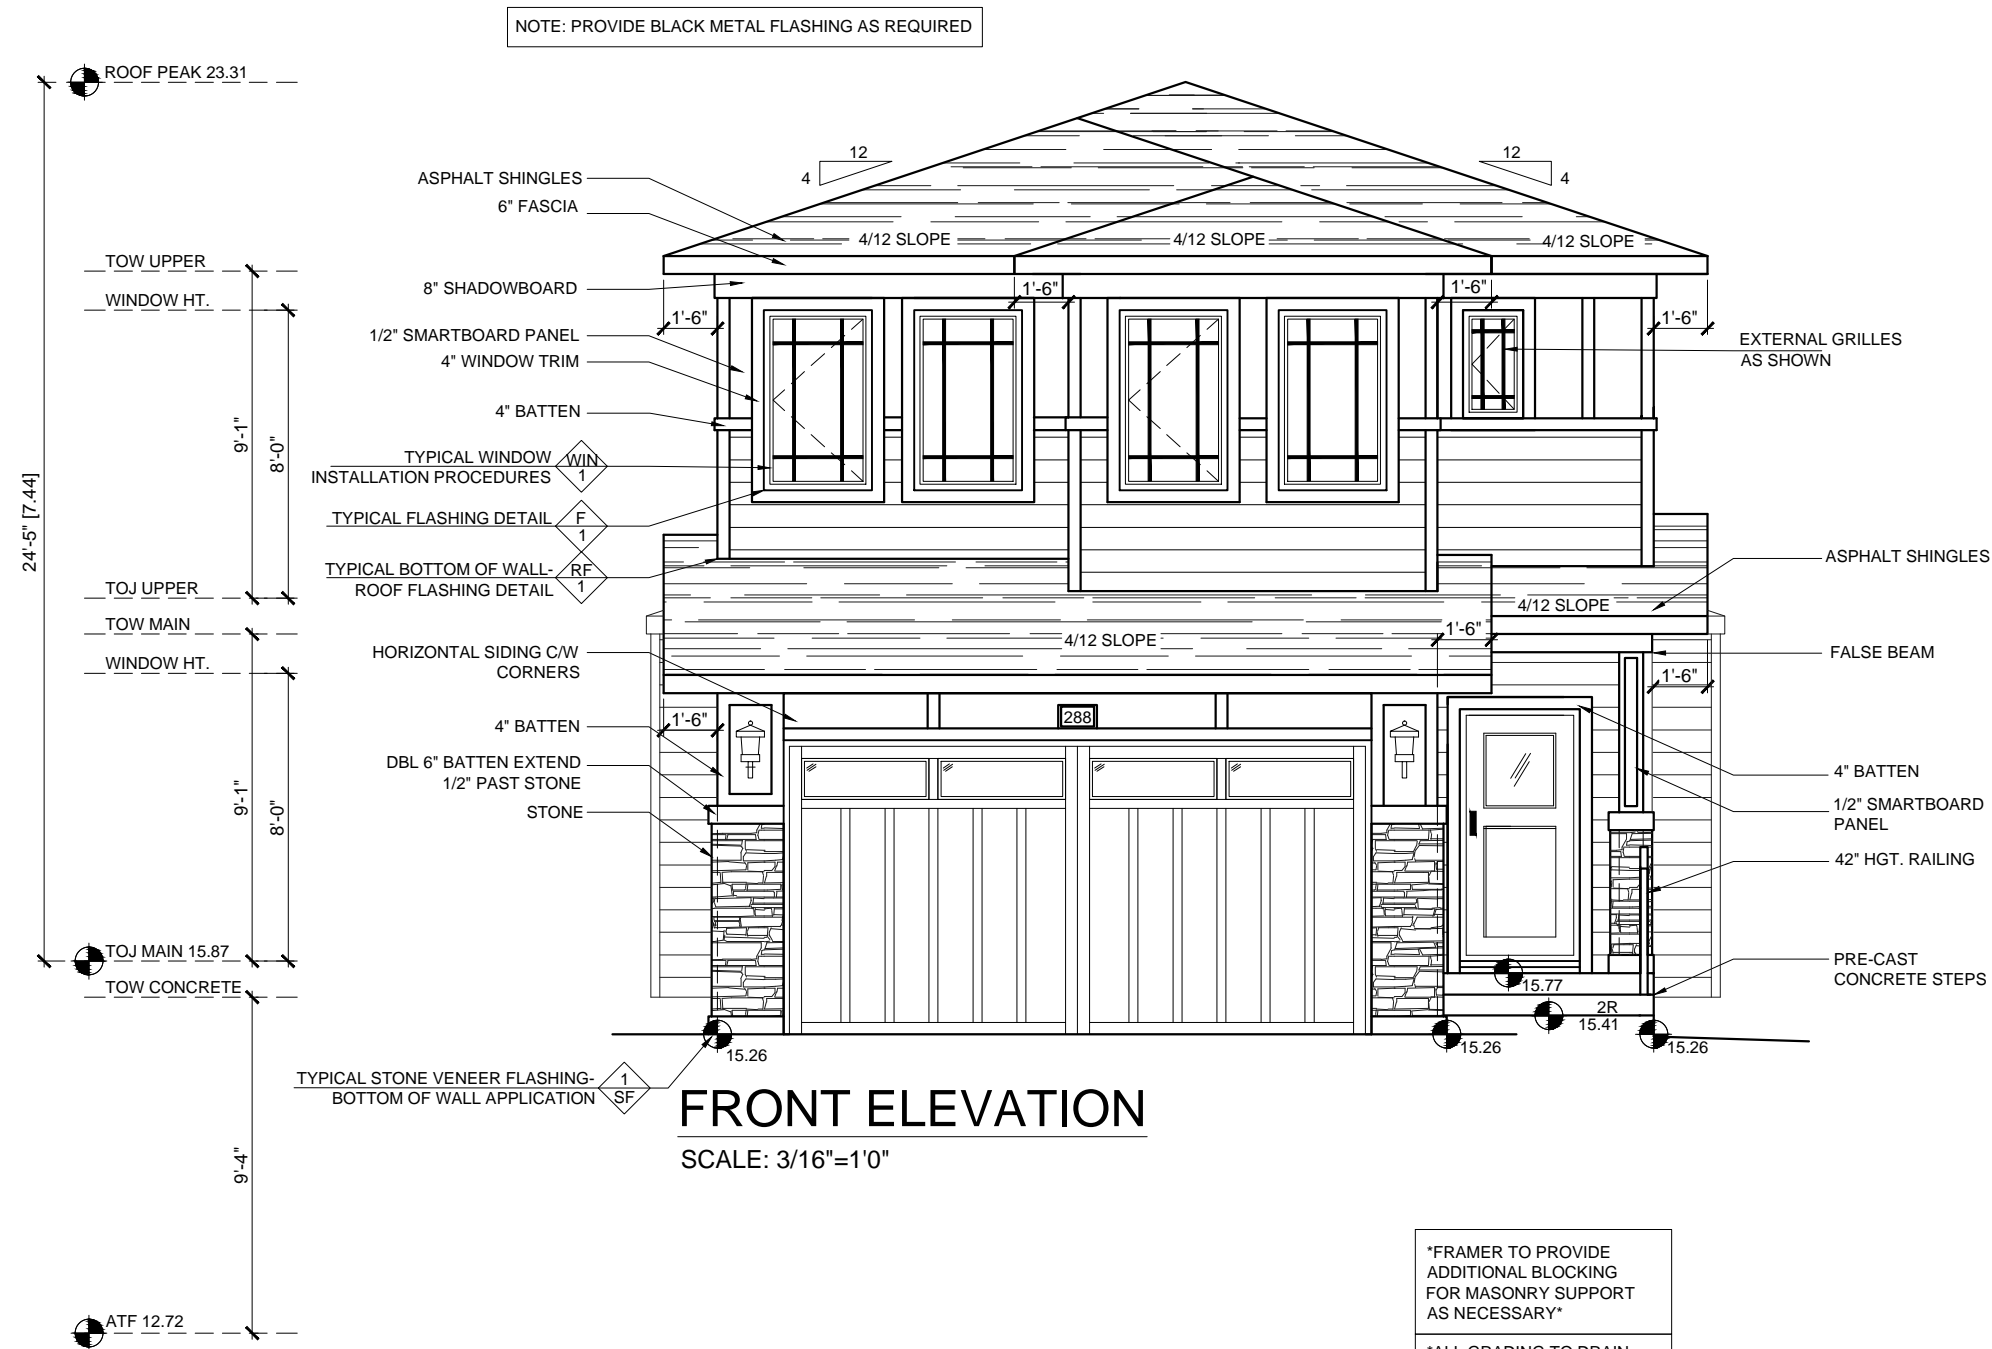 NOTE: PROVIDE BLACK METAL FLASHING AS REQUIRED
ROOF PEAK 23.31
TOW UPPER
WINDOW HT.
9'-1"
8'-0"
24'-5" [7.44]
TOJ UPPER
TOW MAIN
WINDOW HT.
9'-1"
8'-0"
TOJ MAIN 15.87
TOW CONCRETE
9'-4"
ATF 12.72
ASPHALT SHINGLES
6" FASCIA
8" SHADOWBOARD
1/2" SMARTBOARD PANEL
4" WINDOW TRIM
4" BATTEN
TYPICAL WINDOW
INSTALLATION PROCEDURES
WIN
1
TYPICAL FLASHING DETAIL
F
1
TYPICAL BOTTOM OF WALL-
ROOF FLASHING DETAIL
RF
1
HORIZONTAL SIDING C/W
CORNERS
4" BATTEN
DBL 6" BATTEN EXTEND
1/2" PAST STONE
STONE
TYPICAL STONE VENEER FLASHING-
BOTTOM OF WALL APPLICATION
1
SF
12
4
12
4
4/12 SLOPE
4/12 SLOPE
4/12 SLOPE
1'-6"
1'-6"
1'-6"
1'-6"
4/12 SLOPE
4/12 SLOPE
1'-6"
1'-6"
1'-6"
288
15.77
2R
15.41
15.26
15.26
15.26
EXTERNAL GRILLES
AS SHOWN
ASPHALT SHINGLES
FALSE BEAM
4" BATTEN
1/2" SMARTBOARD
PANEL
42" HGT. RAILING
PRE-CAST
CONCRETE STEPS
FRONT ELEVATION
SCALE: 3/16"=1'0"
*FRAMER TO PROVIDE
ADDITIONAL BLOCKING
FOR MASONRY SUPPORT
AS NECESSARY*
*ALL GRADING TO DRAIN